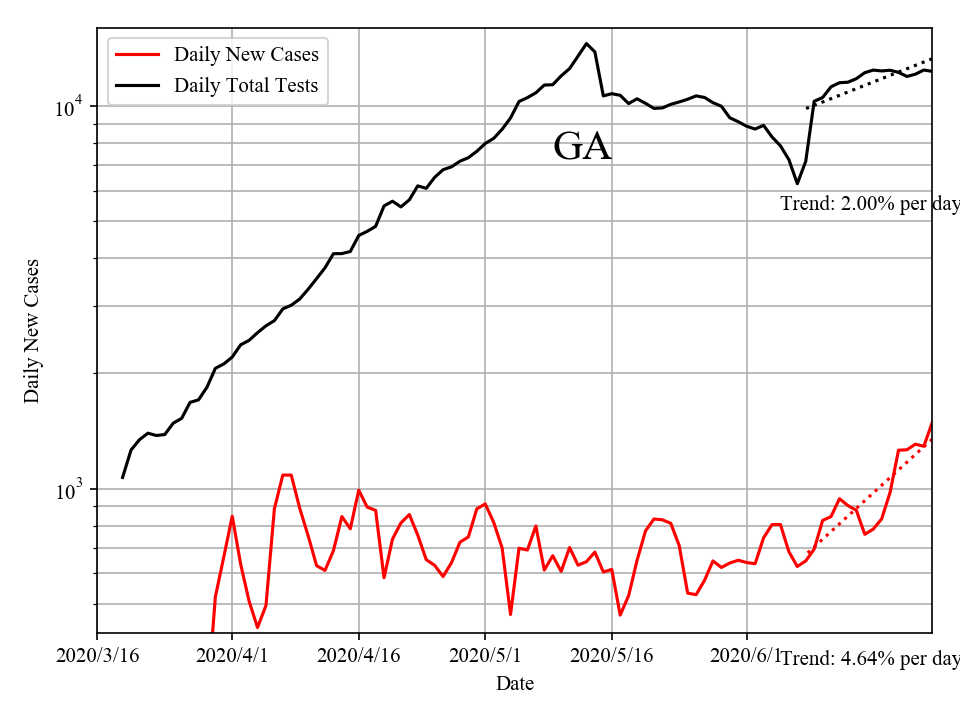 Daily New Cases
Daily Total Tests
10^4
GA
Trend: 2.00% per day
Daily New Cases
10^3
2020/3/16 2020/4/1 2020/4/16 2020/5/1 2020/5/16 2020/6/1
Trend: 4.64% per day
Date